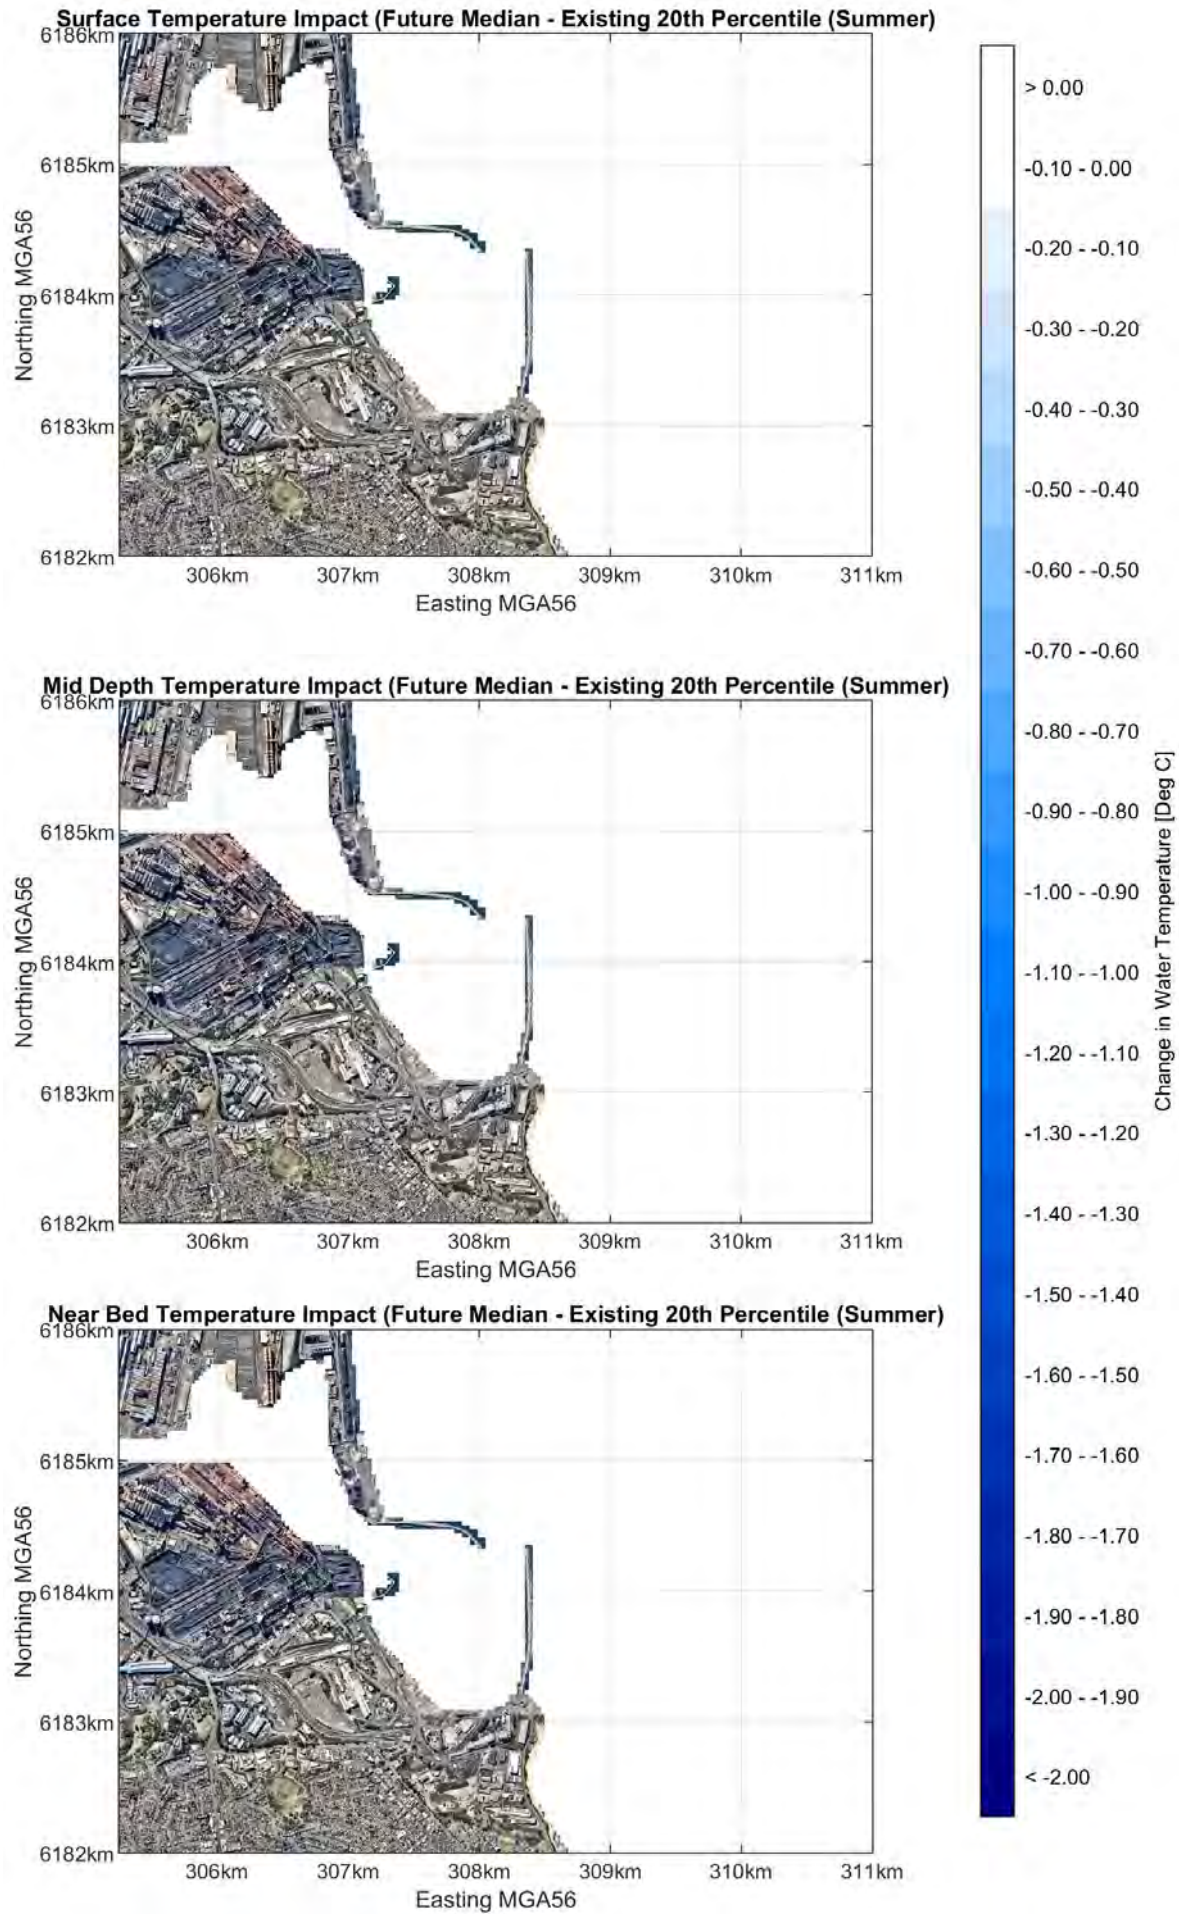 Surface Temperature Impact (Future Median - Existing 20th Percentile (Summer)
6186km
6185km
6184km
6183km
6182km
Northing MGA56
306km 307km 308km 309km 310km 311km
Easting MGA56
Mid Depth Temperature Impact (Future Median - Existing 20th Percentile (Summer)
6186km
6185km
6184km
6183km
6182km
Northing MGA56
306km 307km 308km 309km 310km 311km
Easting MGA56
Near Bed Temperature Impact (Future Median - Existing 20th Percentile (Summer)
6186km
6185km
6184km
6183km
6182km
Northing MGA56
306km 307km 308km 309km 310km 311km
Easting MGA56
> 0.00
-0.10 - 0.00
-0.20 - -0.10
-0.30 - -0.20
-0.40 - -0.30
-0.50 - -0.40
-0.60 - -0.50
-0.70 - -0.60
-0.80 - -0.70
-0.90 - -0.80
-1.00 - -0.90
-1.10 - -1.00
-1.20 - -1.10
-1.30 - -1.20
-1.40 - -1.30
-1.50 - -1.40
-1.60 - -1.50
-1.70 - -1.60
-1.80 - -1.70
-1.90 - -1.80
-2.00 - -1.90
< -2.00
Change in Water Temperature [Deg C]